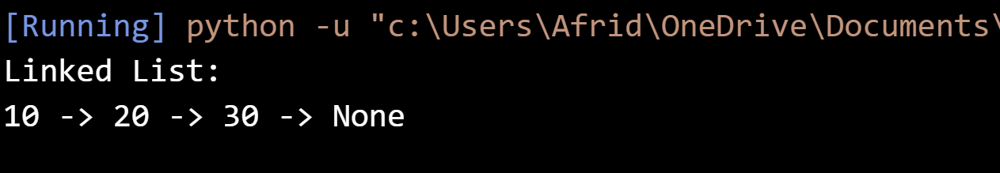 [Running] python -u "c:\Users\Afrid\OneDrive\Documents\
Linked List:
10 -> 20 -> 30 -> None